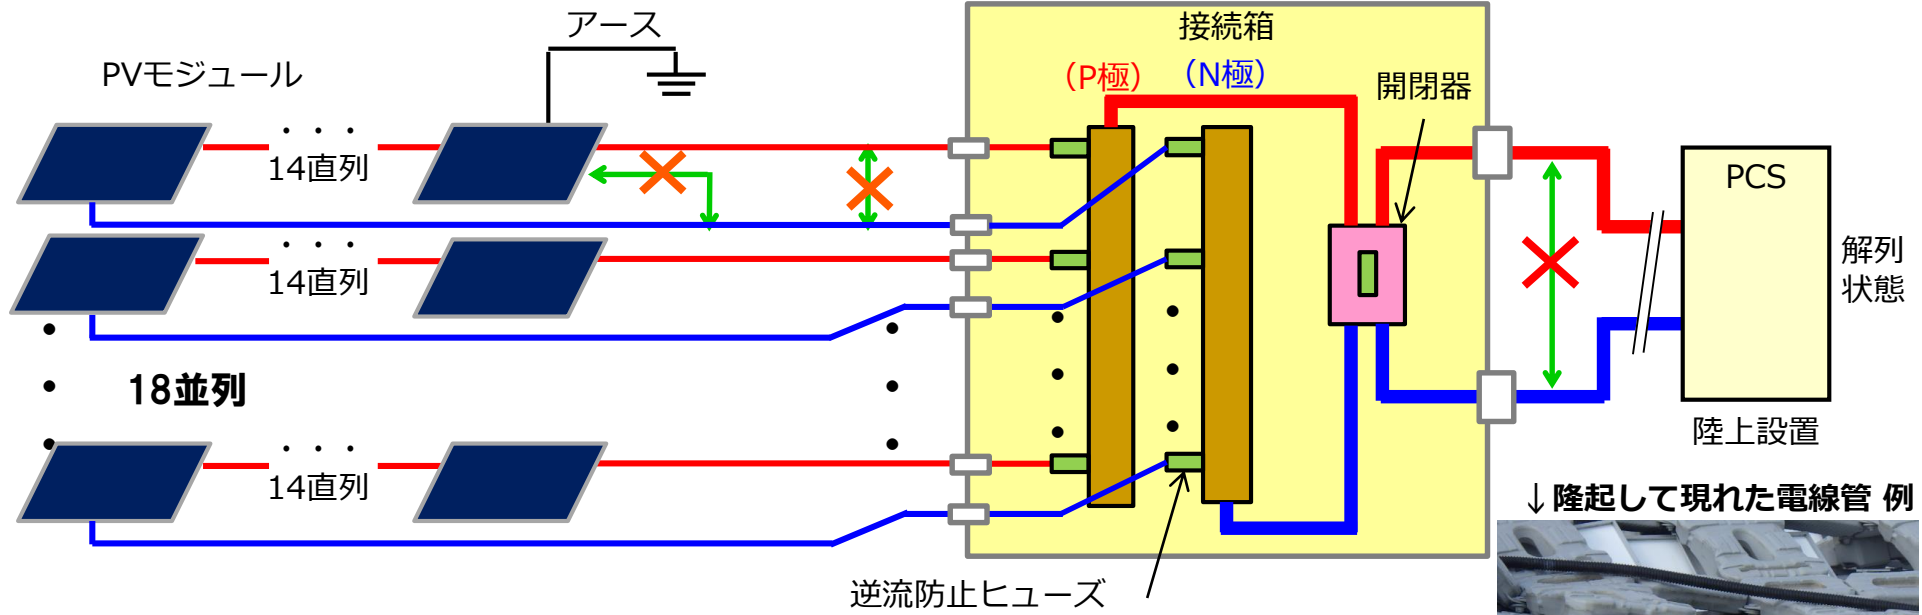 アース
接続箱
PVモジュール
（P極）
（N極）
開閉器
・・・
14直列
PCS
・・・
14直列
解列
状態
18並列
陸上設置
・・・
14直列
↓隆起して現れた電線管 例
逆流防止ヒューズ